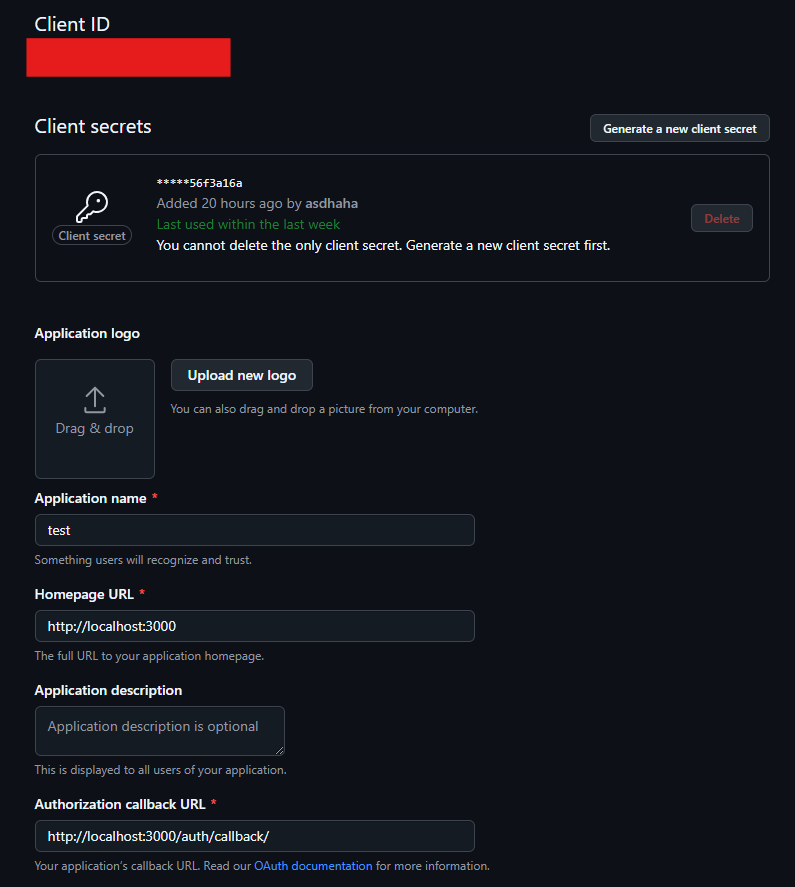 Client ID
Client secrets
Generate a new client secret
*****56f3a16a
Added 20 hours ago by asdhaha
Last used within the last week
Client secret
You cannot delete the only client secret. Generate a new client secret first.
Delete
Application logo
Drag & drop
Upload new logo
You can also drag and drop a picture from your computer.
Application name *
test
Something users will recognize and trust.
Homepage URL *
http://localhost:3000
The full URL to your application homepage.
Application description
Application description is optional
This is displayed to all users of your application.
Authorization callback URL *
http://localhost:3000/auth/callback/
Your application’s callback URL. Read our OAuth documentation for more information.